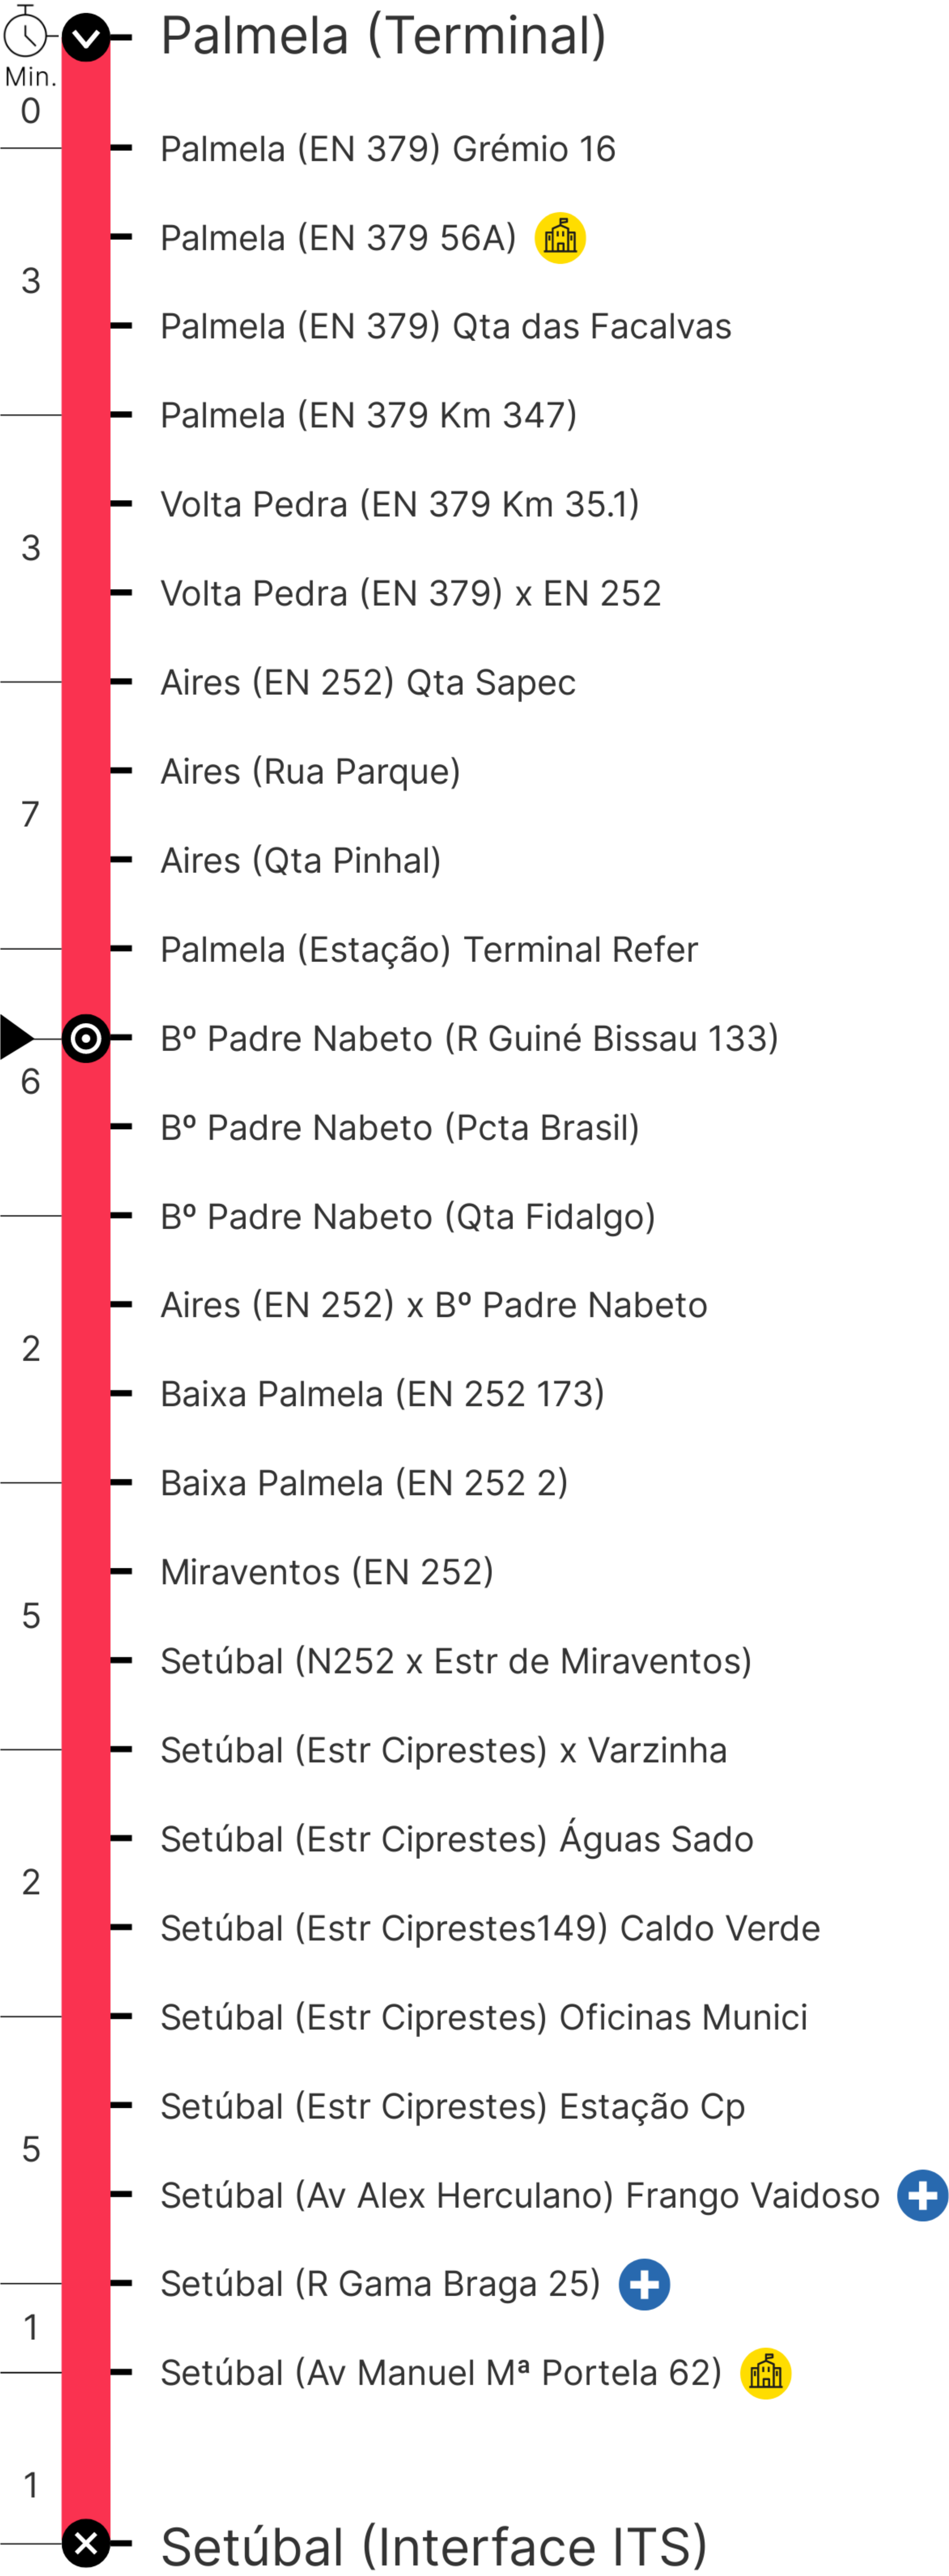 Palmela (Terminal)
Min.
0
Palmela (EN 379) Grémio 16
Palmela (EN 379 56A)
3
Palmela (EN 379) Qta das Facalvas
Palmela (EN 379 Km 347)
Volta Pedra (EN 379 Km 35.1)
3
Volta Pedra (EN 379) x EN 252
Aires (EN 252) Qta Sapec
Aires (Rua Parque)
7
Aires (Qta Pinhal)
Palmela (Estação) Terminal Refer
Bº Padre Nabeto (R Guiné Bissau 133)
6
Bº Padre Nabeto (Pcta Brasil)
Bº Padre Nabeto (Qta Fidalgo)
Aires (EN 252) x Bº Padre Nabeto
2
Baixa Palmela (EN 252 173)
Baixa Palmela (EN 252 2)
Miraventos (EN 252)
5
Setúbal (N252 x Estr de Miraventos)
Setúbal (Estr Ciprestes) x Varzinha
Setúbal (Estr Ciprestes) Águas Sado
2
Setúbal (Estr Ciprestes149) Caldo Verde
Setúbal (Estr Ciprestes) Oficinas Munici
Setúbal (Estr Ciprestes) Estação Cp
5
Setúbal (Av Alex Herculano) Frango Vaidoso
Setúbal (R Gama Braga 25)
1
Setúbal (Av Manuel Mª Portela 62)
1
Setúbal (Interface ITS)